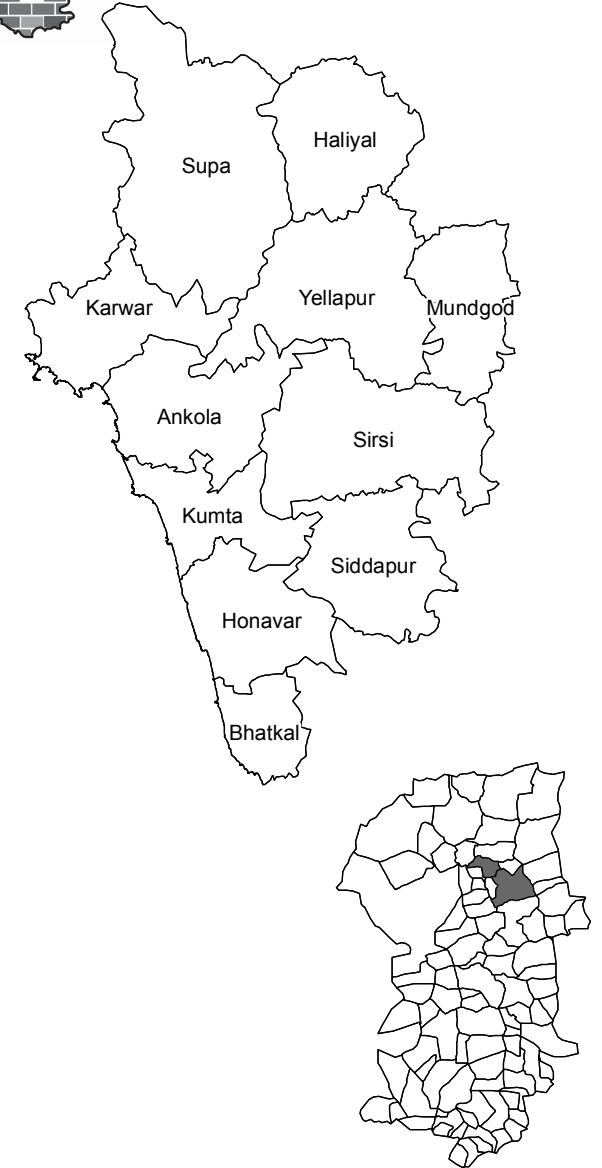 Haliyal
Supa
Yellapur
Karwar
Mundgod
Ankola
Sirsi
Kumta
Siddapur
Honavar
Bhatkal